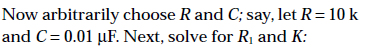 Now arbitrarily choose R and C; say, let R = 10 k
and C = 0.01 µF. Next, solve for R₁ and K: